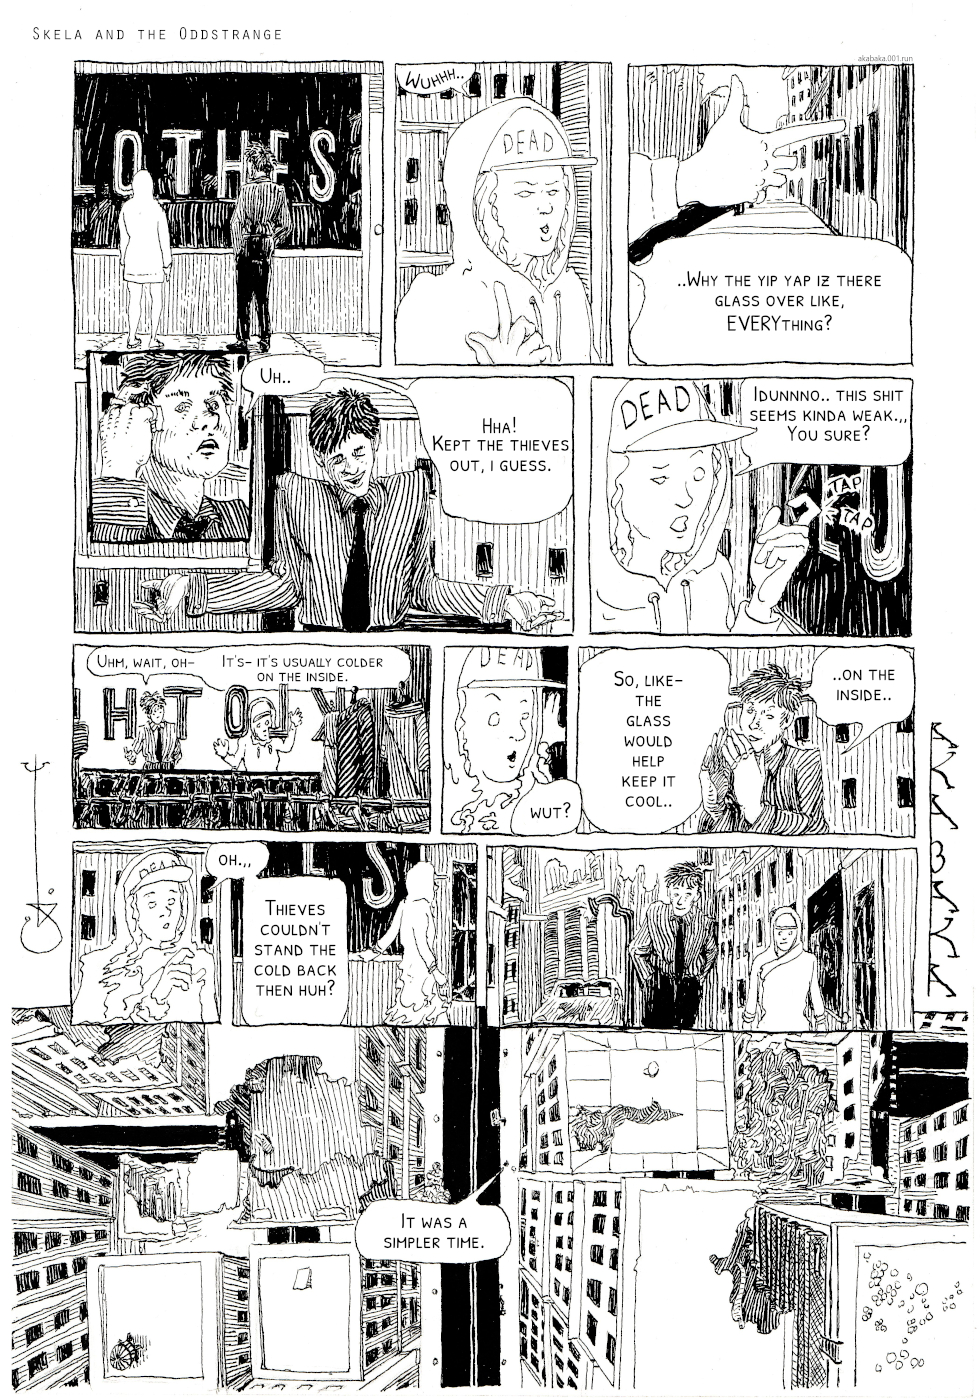 Skela and the Oddstrange
akabaka.001.run
LOTHES
Wuhhh..
DEAD
..Why the yip yap iz there
glass over like,
EVERYthing?
Uh..
Hha!
Kept the thieves
out, I guess.
DEAD
Idunnno.. this shit
seems kinda weak.,,
You sure?
TAP
TAP
Uhm, wait, oh-
It's- it's usually colder
on the inside.
DEAD
wut?
So, like-
the
glass
would
help
keep it
cool..
..on the
inside..
DEAD
oh.,,
S
Thieves
couldn't
stand the
cold back
then huh?
It was a
simpler time.